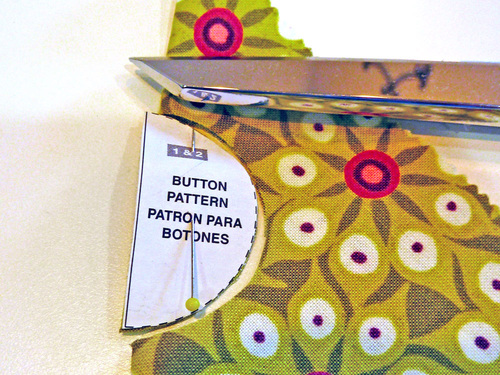 1 & 2
BUTTON
PATTERN
PATRON PARA
BOTONES